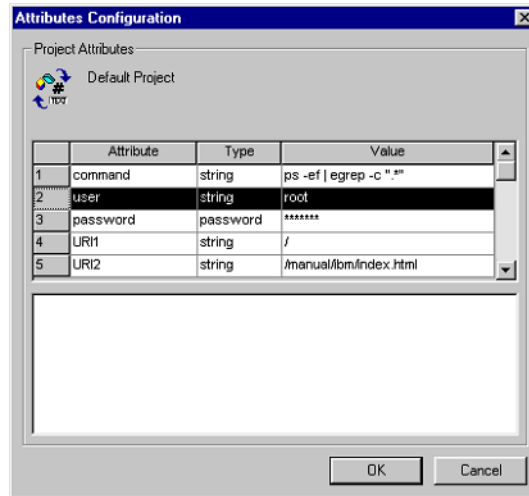 Attributes Configuration
Project Attributes
# TEXT
Default Project
Attribute Type Value
1 command string ps -ef | egrep -c ".*"
2 user string root
3 password password *******
4 URI1 string /
5 URI2 string /manual/ibm/index.html
OK Cancel